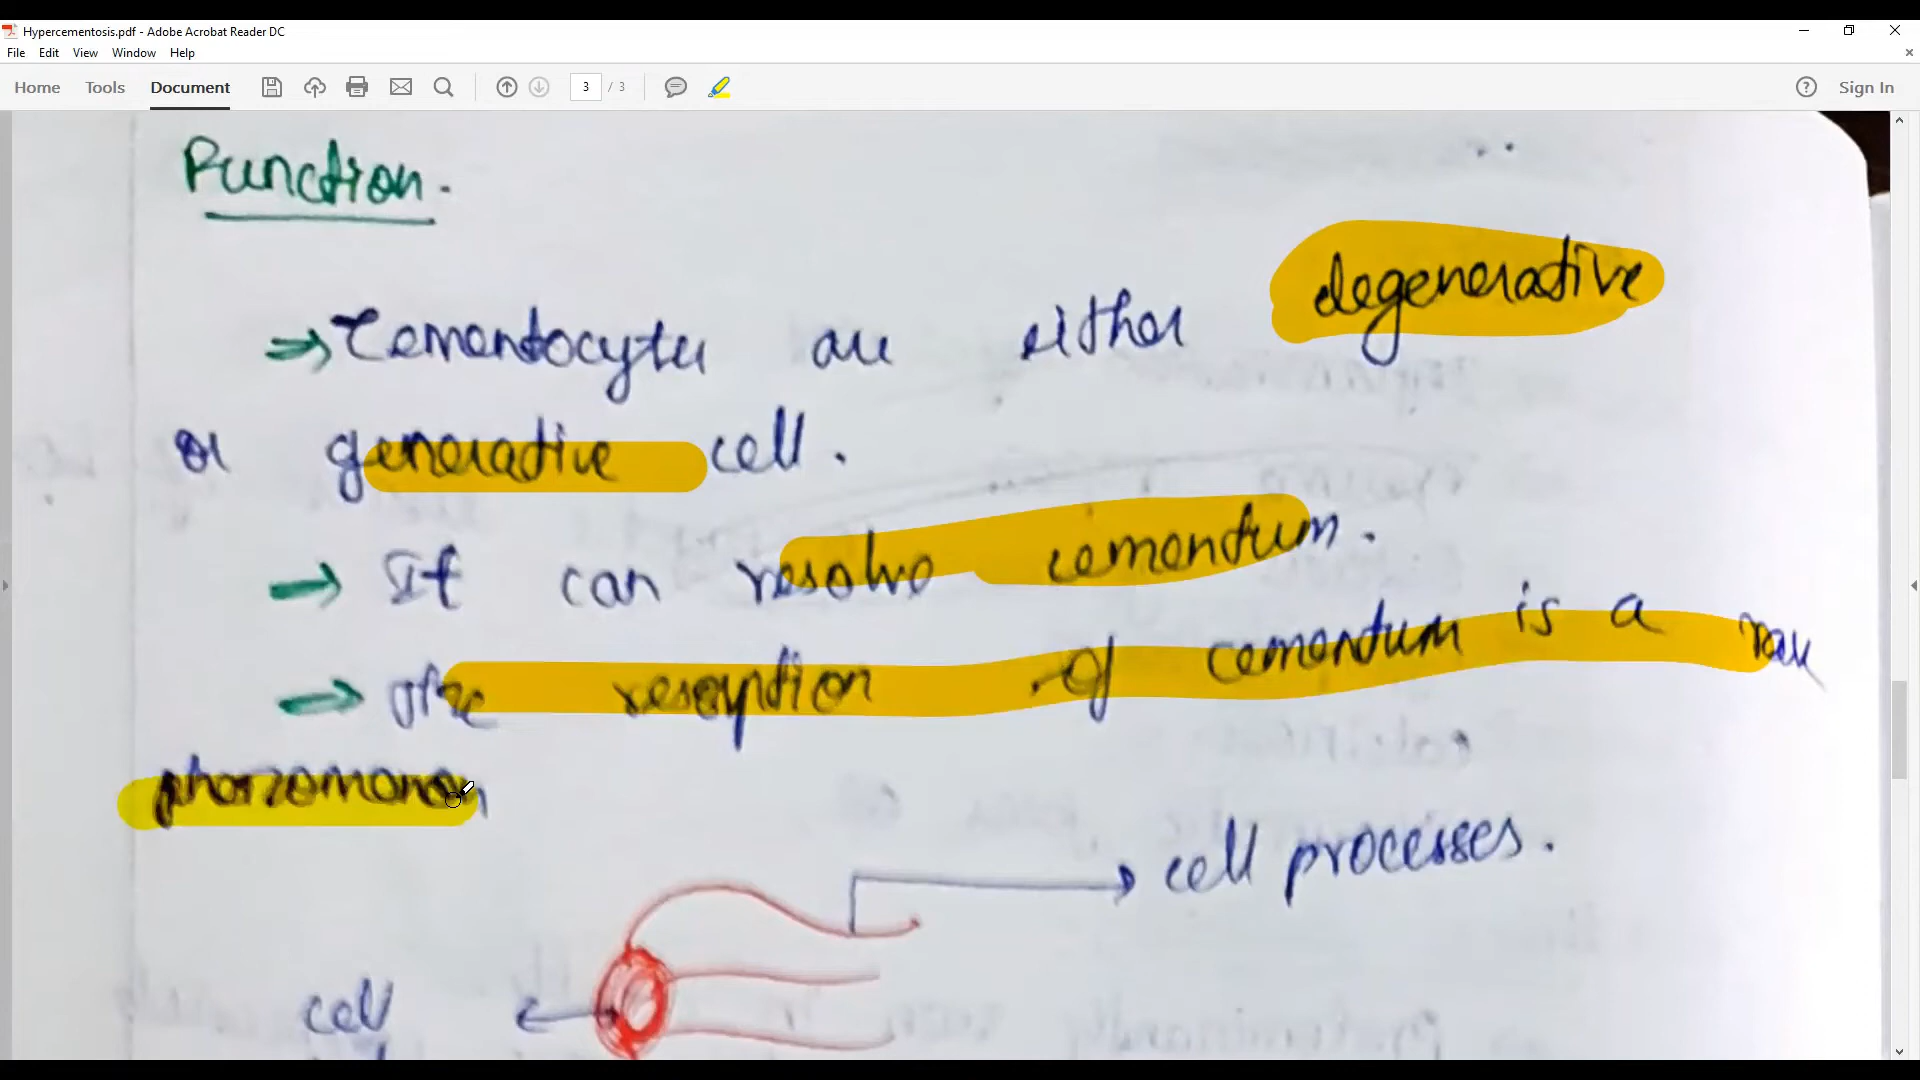 Hypercementosis.pdf - Adobe Acrobat Reader DC
File Edit View Window Help
Home Tools Document 3 / 3 Sign In
Function.
⇒ Cementocytes are either degenerative
or generative cell.
→ It can resolve cementum.
→ The resorption of cementum is a rare
phenomenon
cell processes.
cell